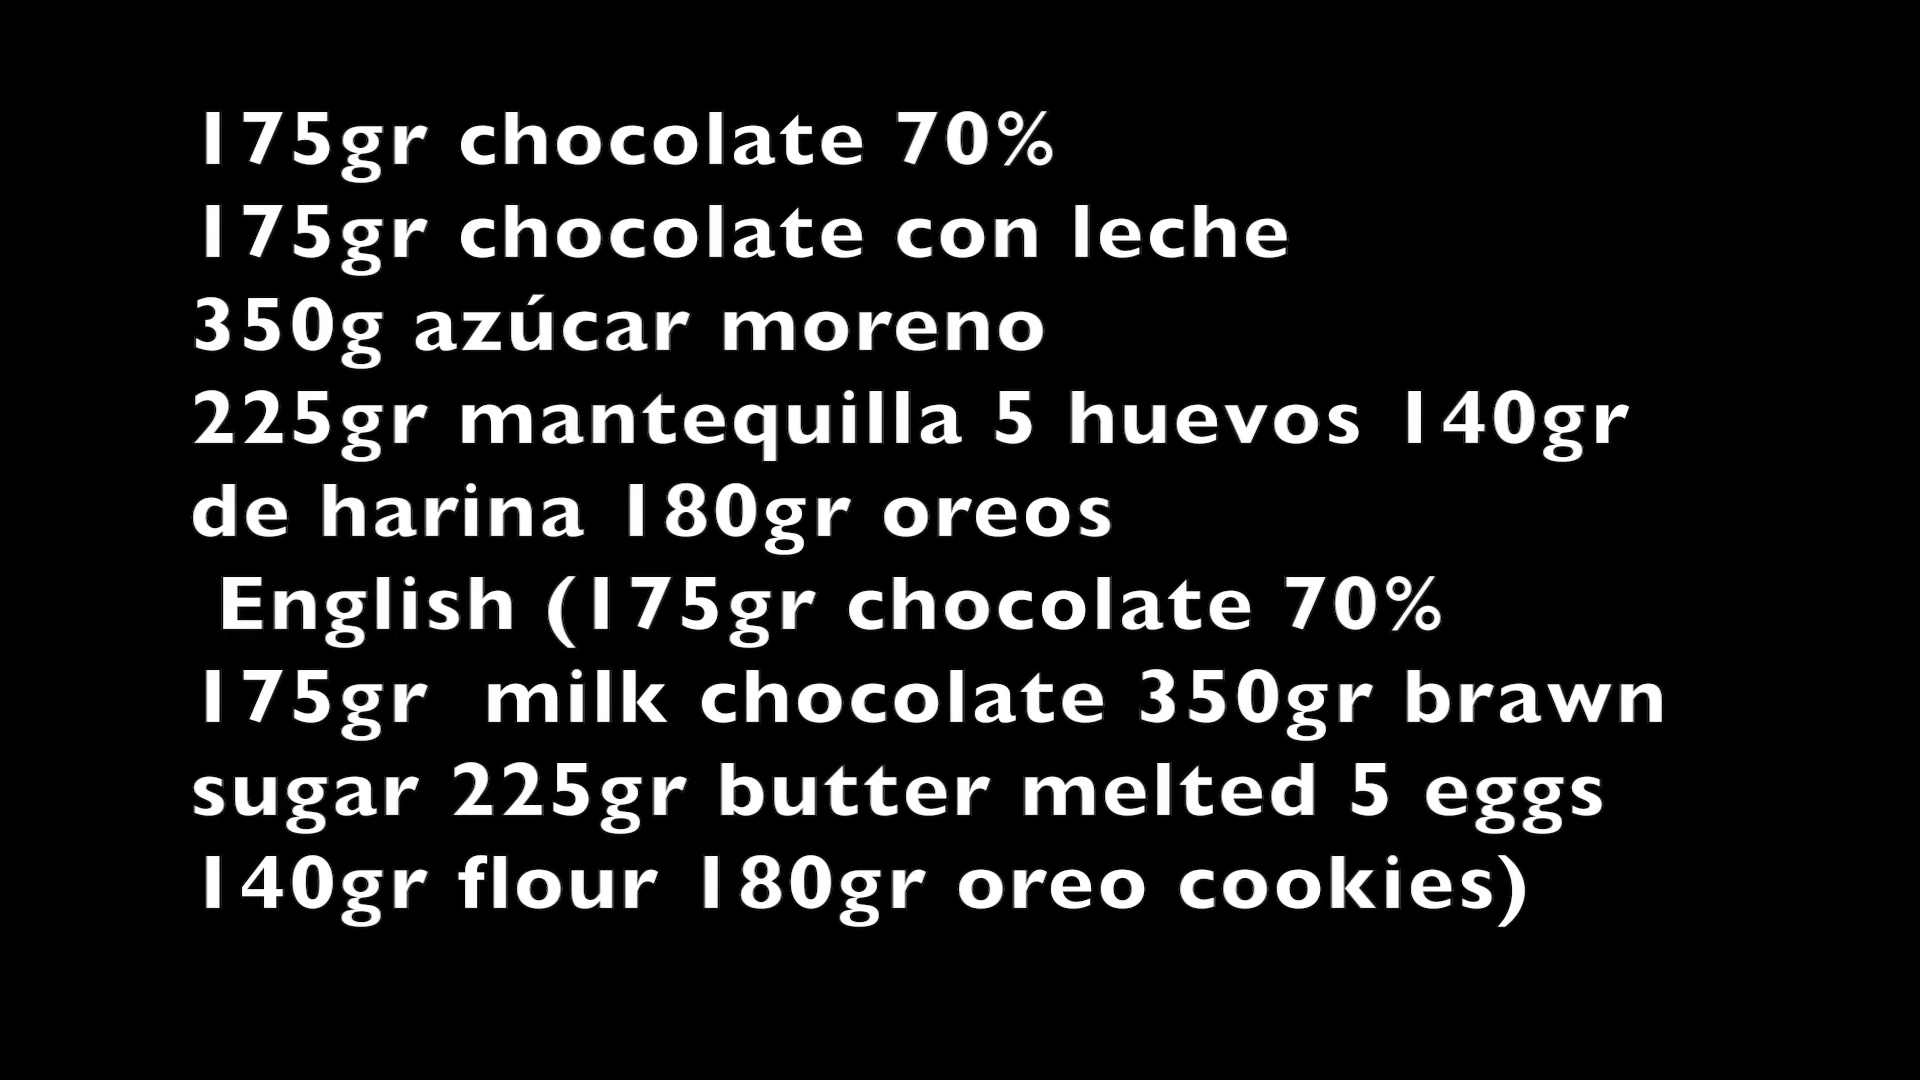 175gr chocolate 70%
175gr chocolate con leche
350g azúcar moreno
225gr mantequilla 5 huevos 140gr
de harina 180gr oreos
English (175gr chocolate 70%
175gr  milk chocolate 350gr brawn
sugar 225gr butter melted 5 eggs
140gr flour 180gr oreo cookies)